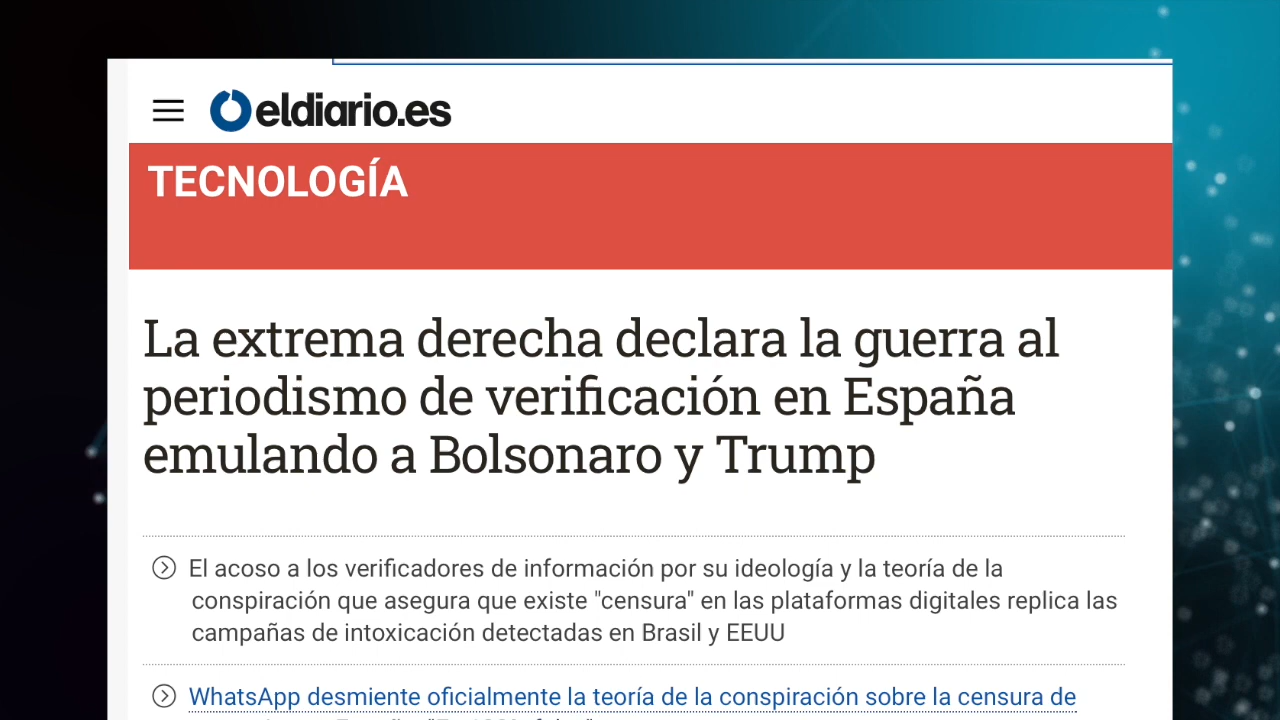 eldiario.es
TECNOLOGÍA
La extrema derecha declara la guerra al
periodismo de verificación en España
emulando a Bolsonaro y Trump
El acoso a los verificadores de información por su ideología y la teoría de la
conspiración que asegura que existe "censura" en las plataformas digitales replica las
campañas de intoxicación detectadas en Brasil y EEUU
WhatsApp desmiente oficialmente la teoría de la conspiración sobre la censura de